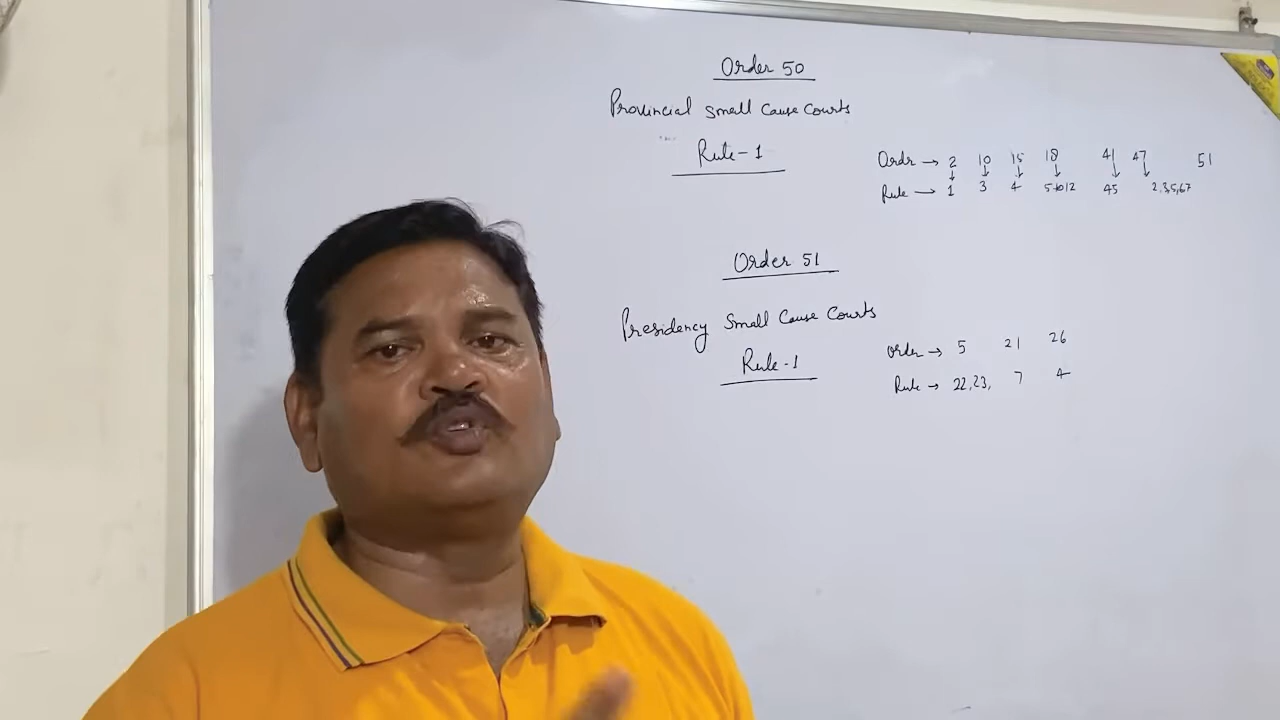 Order 50
Provincial Small Cause Courts
Rule-1
Ordr → 2 10 15 18 41 47 51
Rule → 1 3 4 5to12 45 2,3,5,6,7
Order 51
Presidency Small Cause Courts
Rule-1
Order → 5 21 26
Rule → 22,23, 7 4